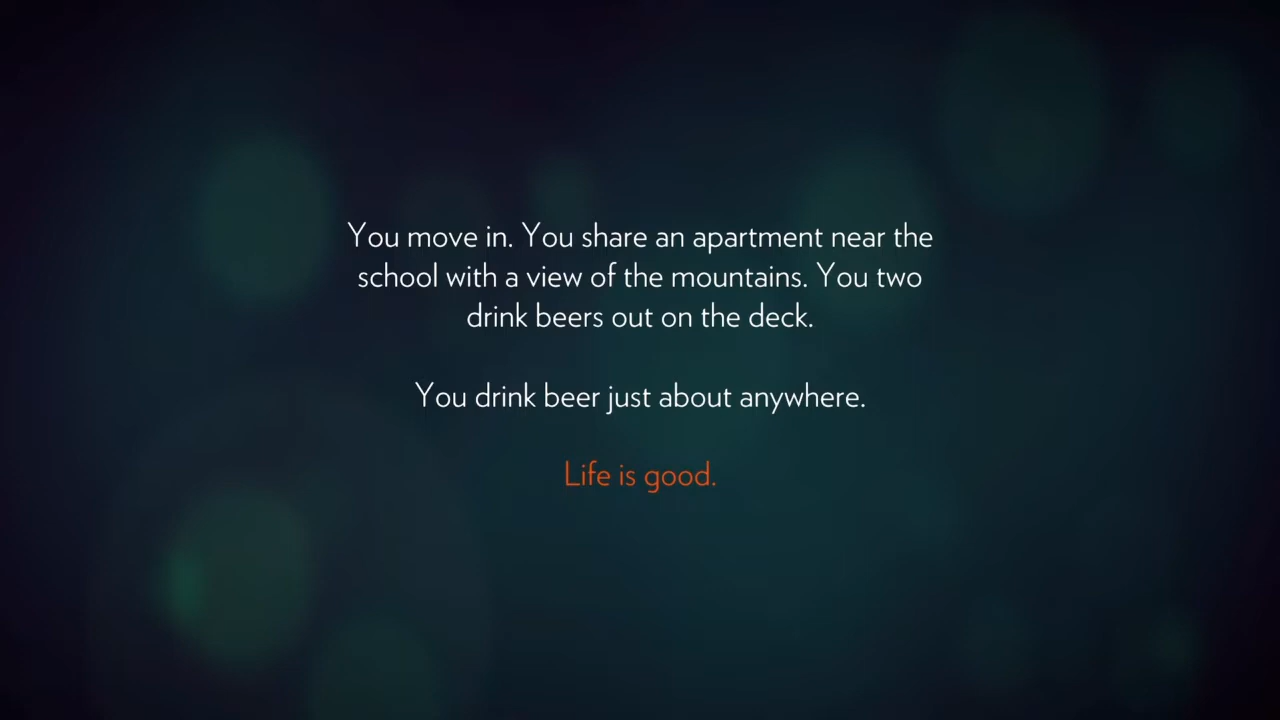 You move in. You share an apartment near the
school with a view of the mountains. You two
drink beers out on the deck.
You drink beer just about anywhere.
Life is good.